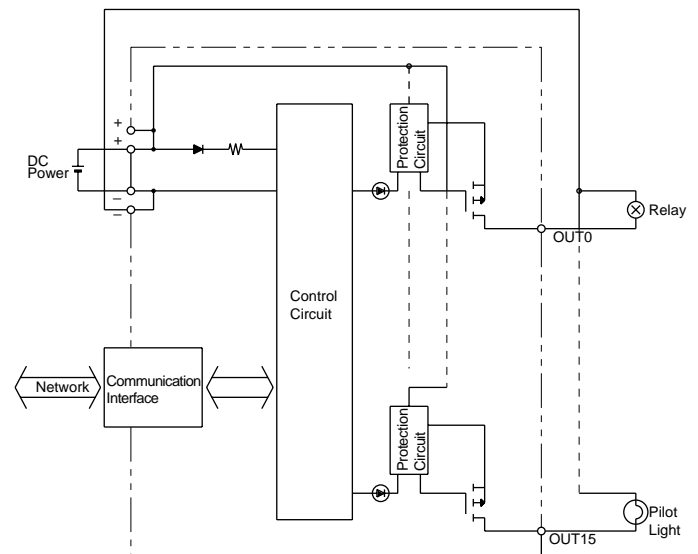 +
+
DC
Power
−
−
Protection
Circuit
Relay
OUT0
Control
Circuit
Network
Communication
Interface
Protection
Circuit
Pilot
Light
OUT15